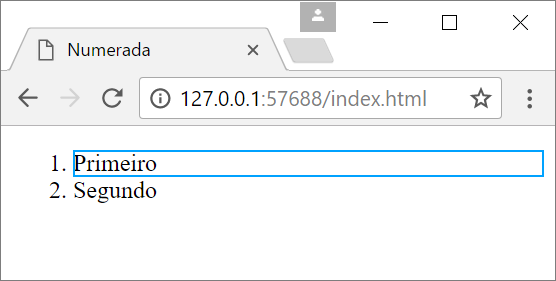 Numerada
127.0.0.1:57688/index.html
1. Primeiro
2. Segundo